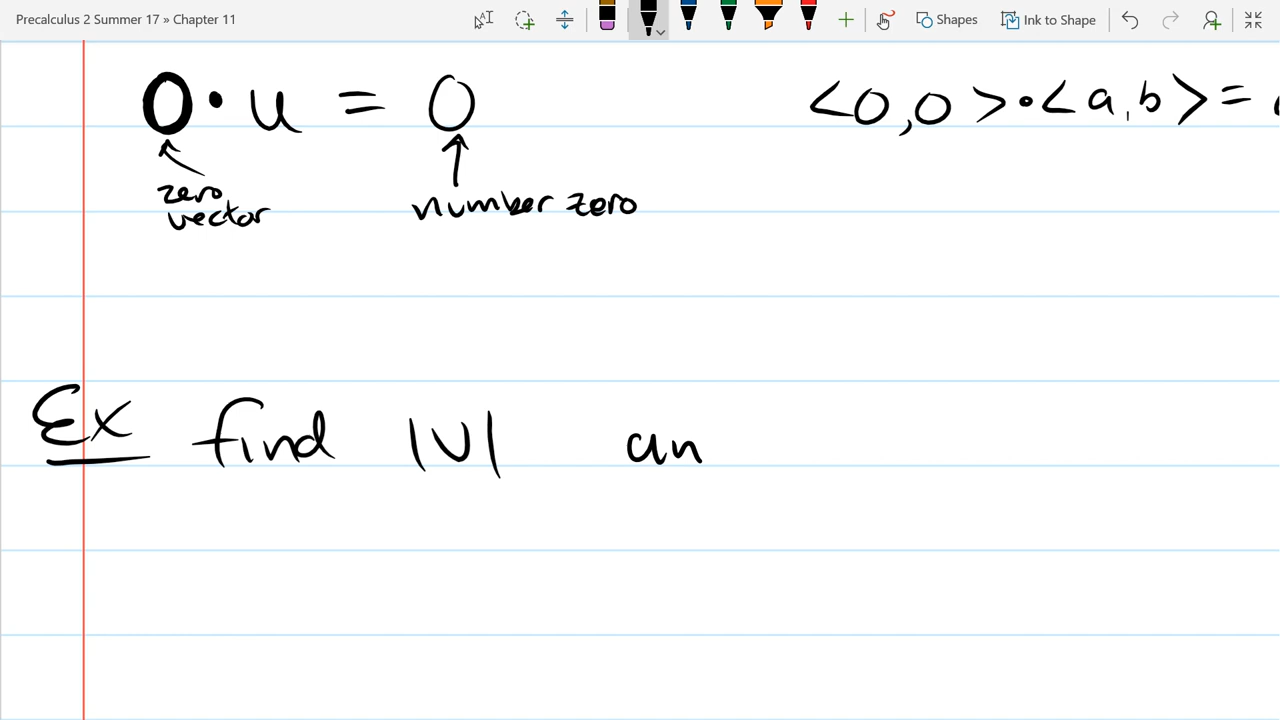 Precalculus 2 Summer 17 » Chapter 11
Shapes
Ink to Shape
0 • u = 0
<0,0>•<a,b>=
zero
vector
number zero
Ex find |v| an